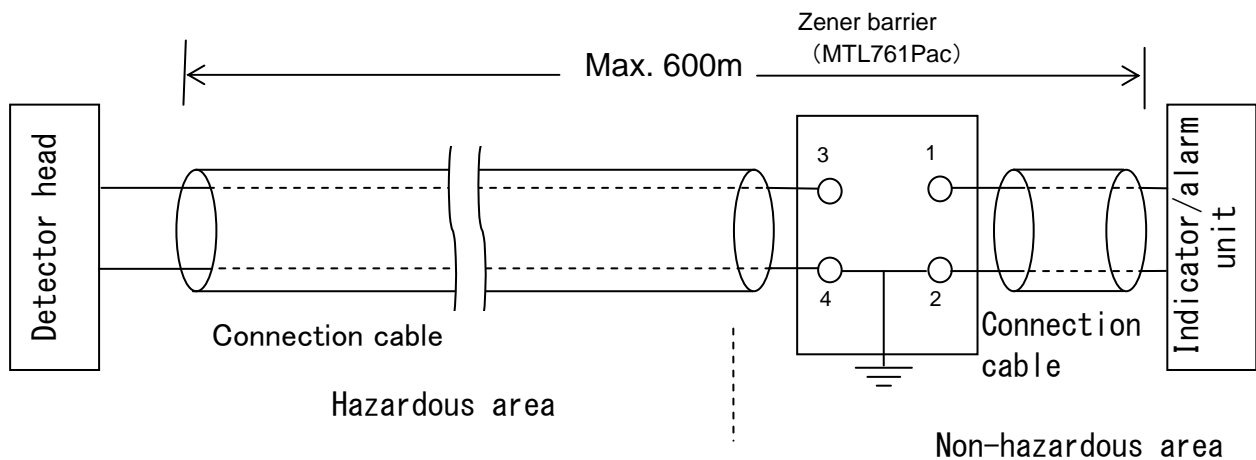 Zener barrier
（MTL761Pac）
Max. 600m
Detector head
3
1
4
2
Indicator/alarm
unit
Connection cable
Connection
cable
Hazardous area
Non-hazardous area